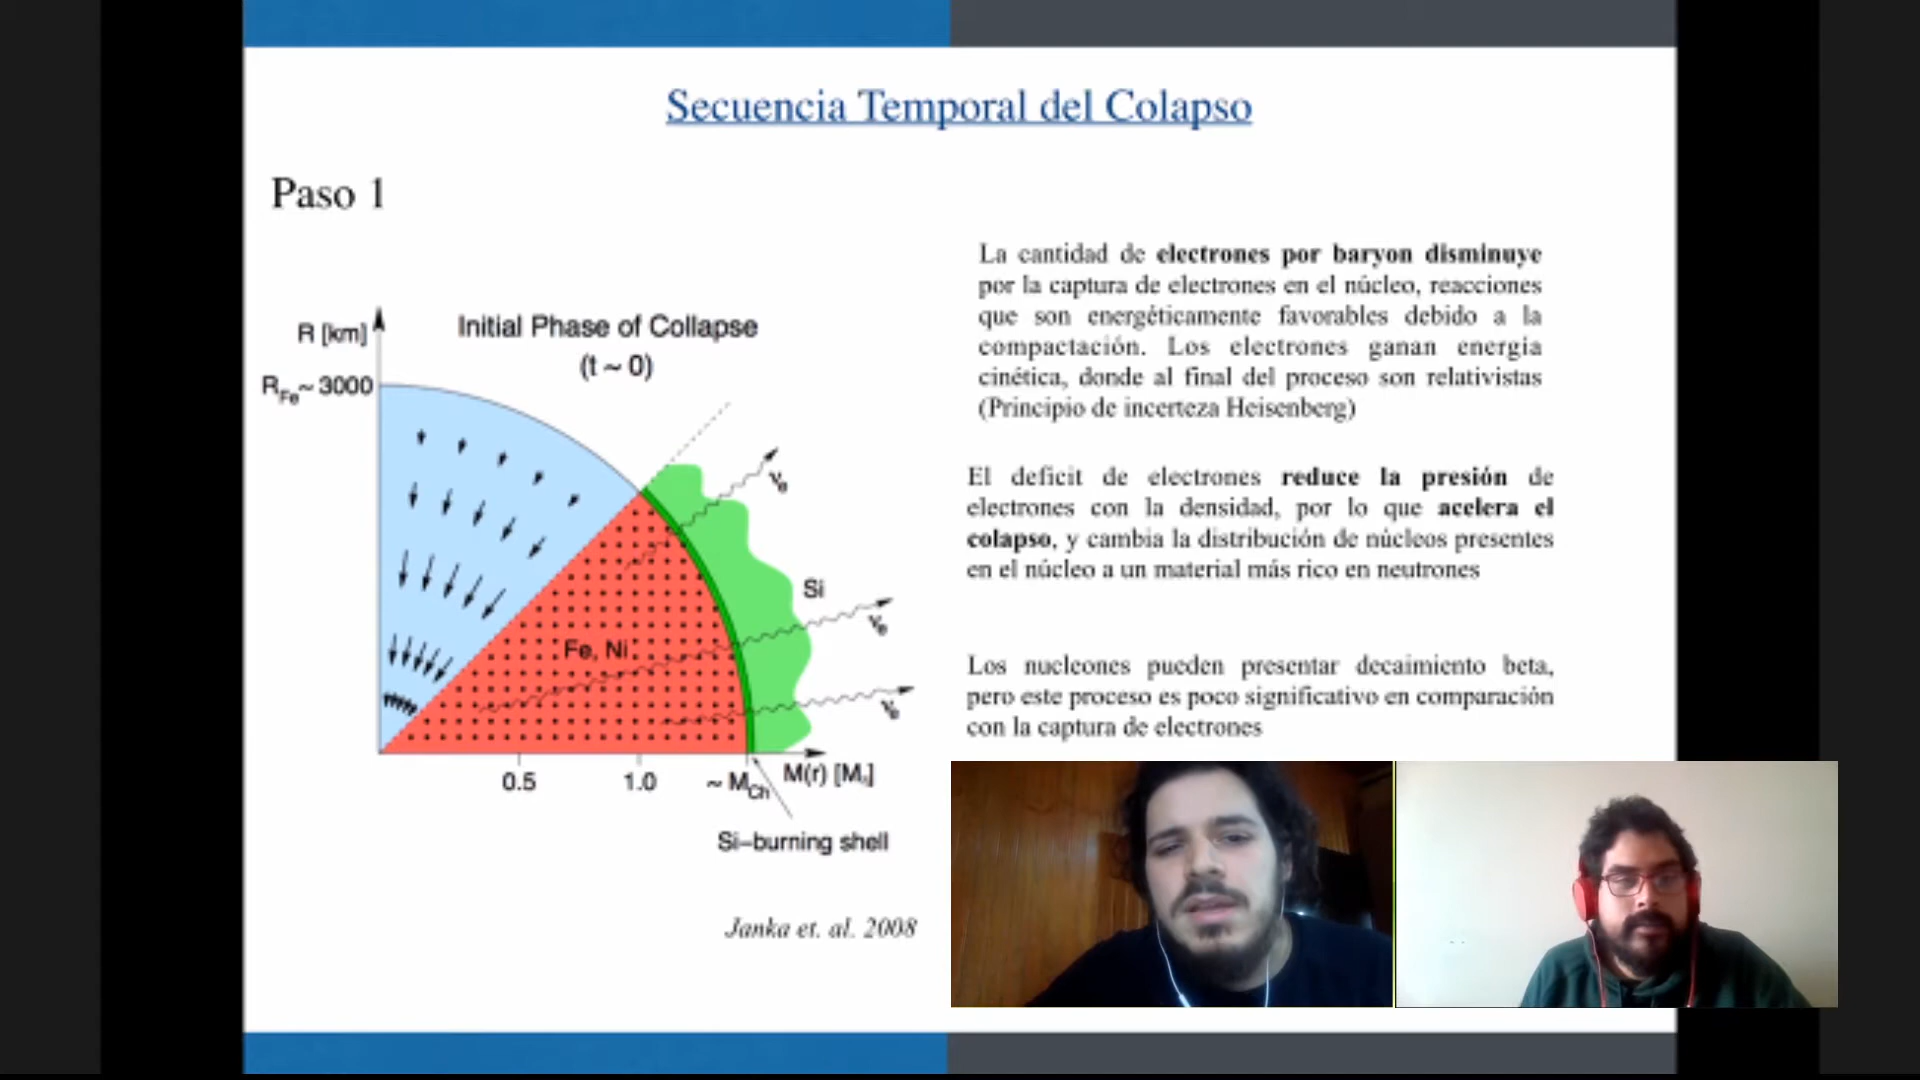 Secuencia Temporal del Colapso
Paso 1
R [km]
Initial Phase of Collapse
(t ~ 0)
R_Fe ~ 3000
ν_e
Si
ν_e
Fe, Ni
ν_e
0.5
1.0
~ M_Ch
M(r) [M☉]
Si-burning shell
Janka et. al. 2008
La cantidad de electrones por baryon disminuye
por la captura de electrones en el núcleo, reacciones
que son energéticamente favorables debido a la
compactación. Los electrones ganan energia
cinética, donde al final del proceso son relativistas
(Principio de incerteza Heisenberg)
El deficit de electrones reduce la presión de
electrones con la densidad, por lo que acelera el
colapso, y cambia la distribución de núcleos presentes
en el núcleo a un material más rico en neutrones
Los nucleones pueden presentar decaimiento beta,
pero este proceso es poco significativo en comparación
con la captura de electrones